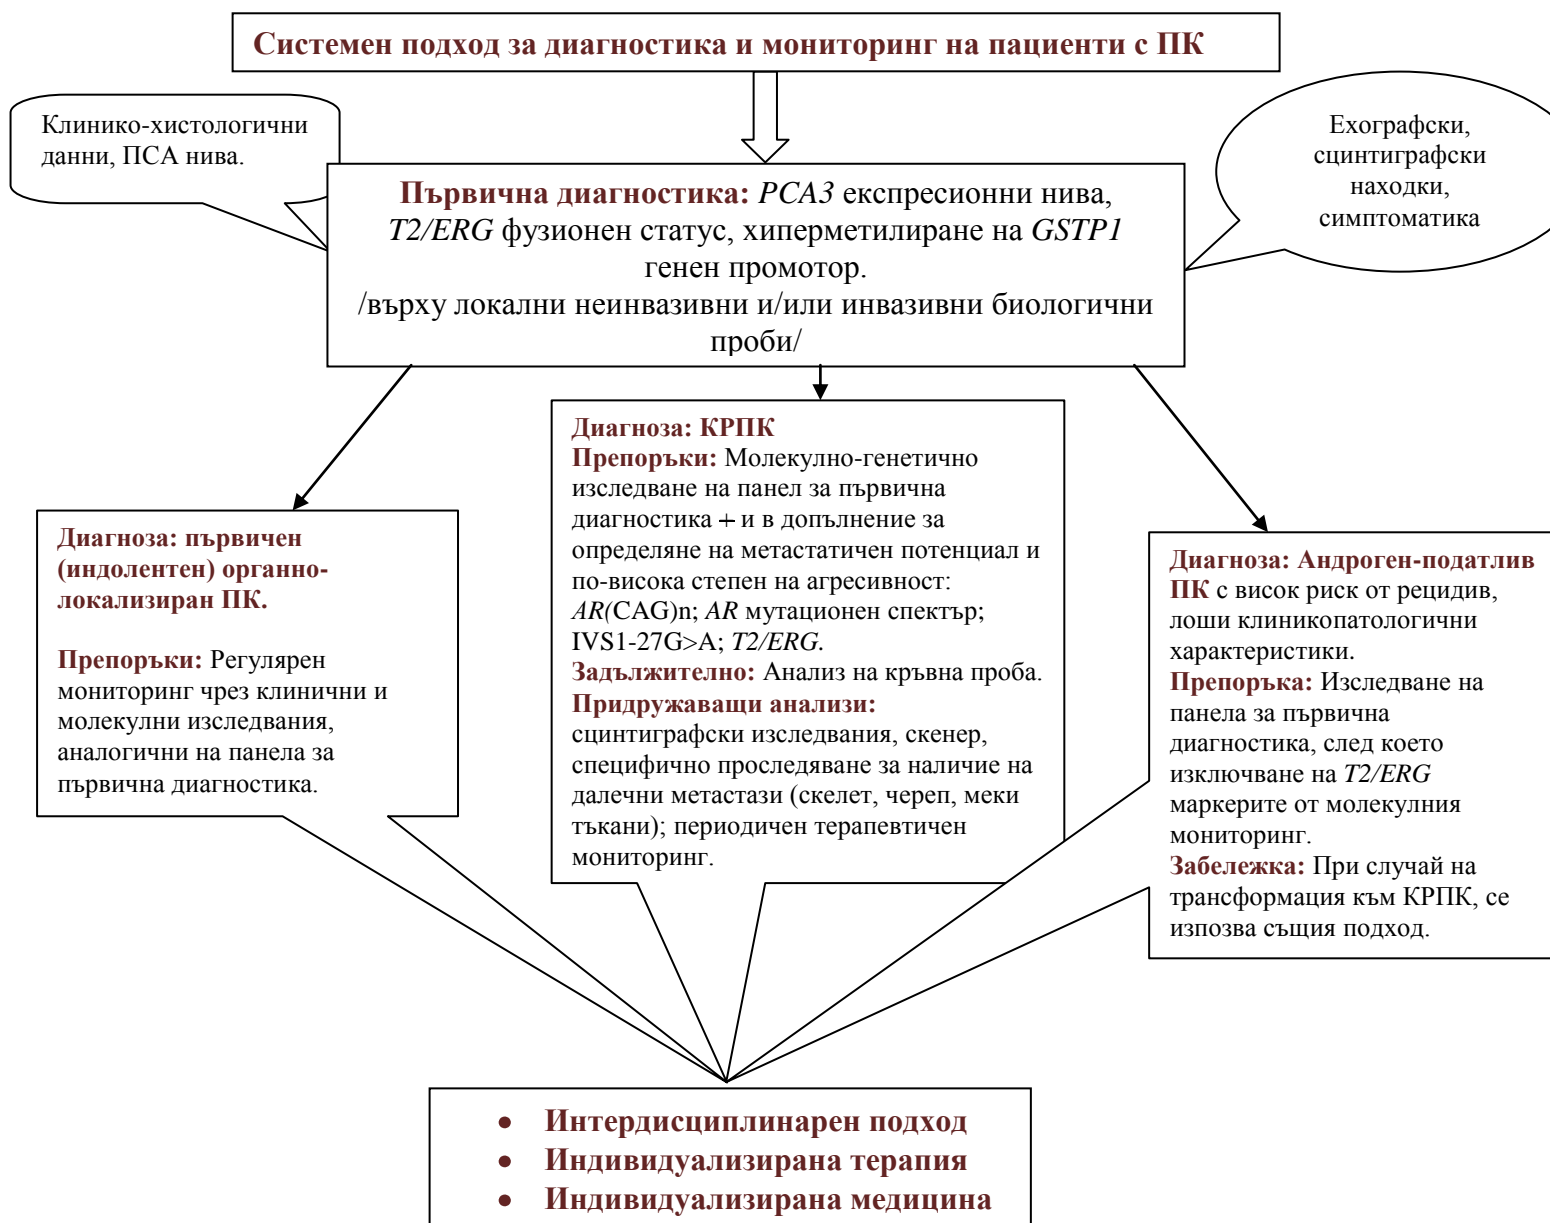 Системен подход за диагностика и мониторинг на пациенти с ПК
Клинико-хистологични
данни, ПСА нива.
Ехографски,
сцинтиграфски
находки,
симптоматика
Първична диагностика: PCA3 експресионни нива,
T2/ERG фузионен статус, хиперметилиране на GSTP1
генен промотор.
/върху локални неинвазивни и/или инвазивни биологични
проби/
Диагноза: първичен
(индолентен) органно-
локализиран ПК.
Препоръки: Регулярен
мониторинг чрез клинични и
молекулни изследвания,
аналогични на панела за
първична диагностика.
Диагноза: КРПК
Препоръки: Молекулно-генетично
изследване на панел за първича
диагностика + и в допълнение за
определяне на метастатичен потенциал и
по-висока степен на агресивност:
AR(CAG)n; AR мутационен спектър;
IVS1-27G>A; T2/ERG.
Задължително: Анализ на кръвна проба.
Придружаващи анализи:
сцинтиграфски изследвания, скенер,
специфично проследяване за наличие на
далечни метастази (скелет, череп, меки
тъкани); периодичен терапевтичен
мониторинг.
Диагноза: Андроген-податлив
ПК с висок риск от рецидив,
лоши клиникопатологични
характеристики.
Препоръка: Изследване на
панела за първична
диагностика, след което
изключване на T2/ERG
маркерите от молекулния
мониторинг.
Забележка: При случай на
трансформация към КРПК, се
изпозва същия подход.
• Интердисциплинарен подход
• Индивидуализирана терапия
• Индивидуализирана медицина